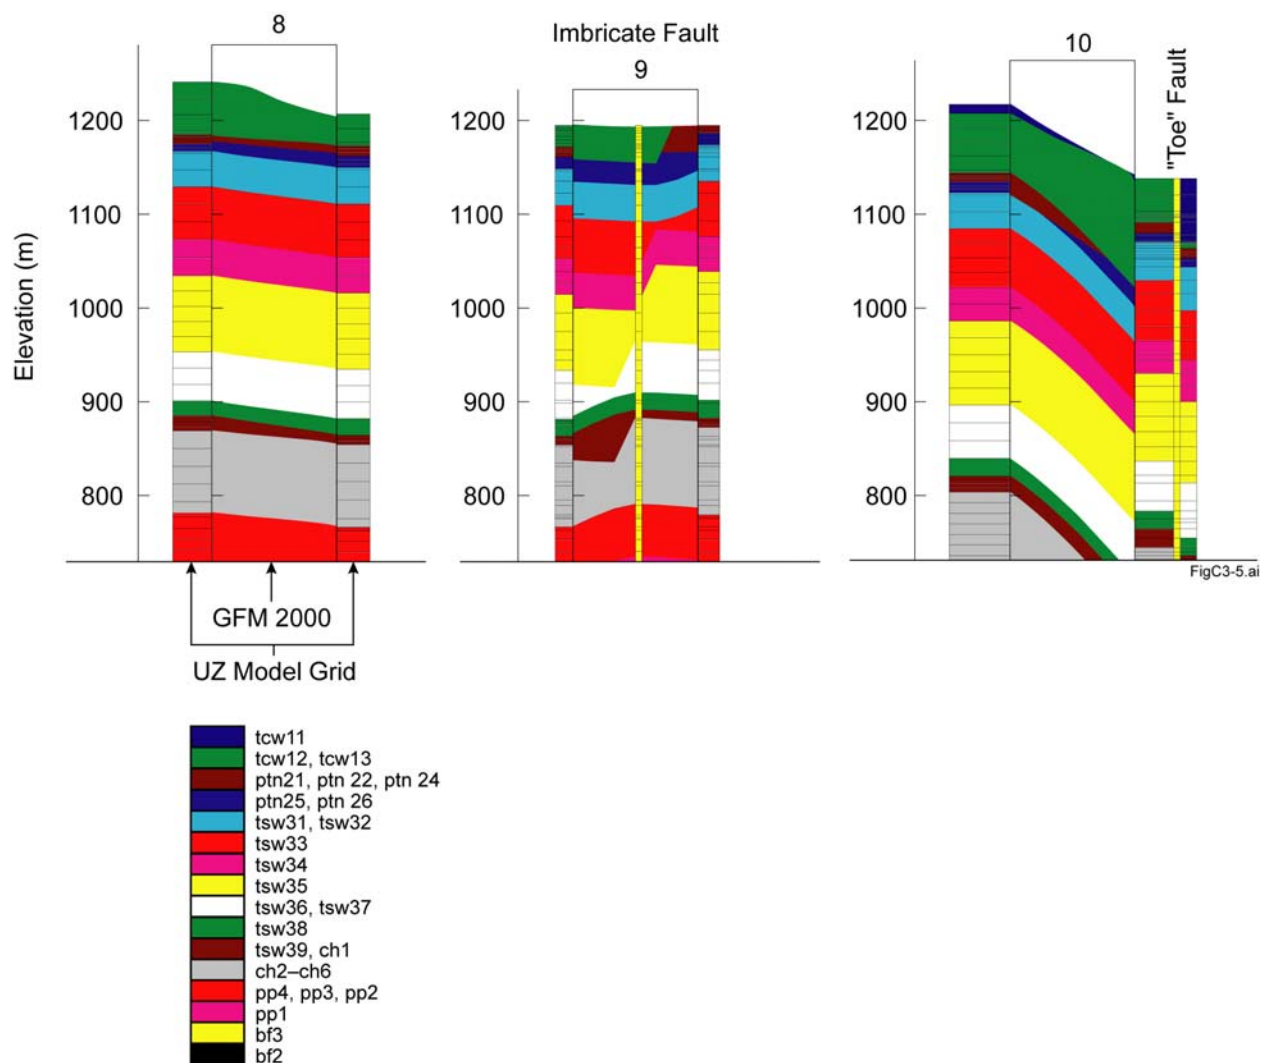 8
Imbricate Fault
9
10
"Toe" Fault
Elevation (m)
1200
1100
1000
900
800
1200
1100
1000
900
800
1200
1100
1000
900
800
FigC3-5.ai
GFM 2000
UZ Model Grid
tcw11
tcw12, tcw13
ptn21, ptn 22, ptn 24
ptn25, ptn 26
tsw31, tsw32
tsw33
tsw34
tsw35
tsw36, tsw37
tsw38
tsw39, ch1
ch2–ch6
pp4, pp3, pp2
pp1
bf3
bf2